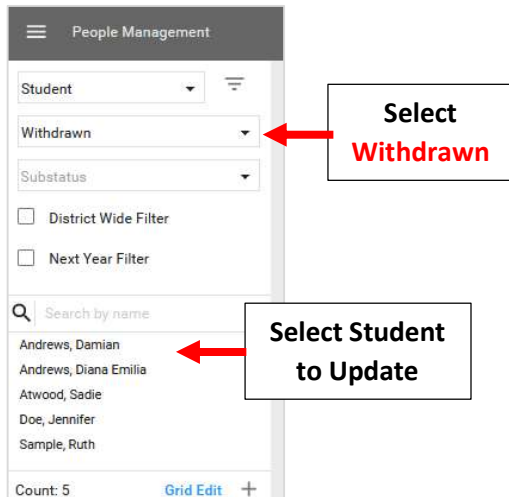 People Management
Student
Withdrawn
Select
Withdrawn
Substatus
District Wide Filter
Next Year Filter
Search by name
Select Student
to Update
Andrews, Damian
Andrews, Diana Emilia
Atwood, Sadie
Doe, Jennifer
Sample, Ruth
Count: 5
Grid Edit +